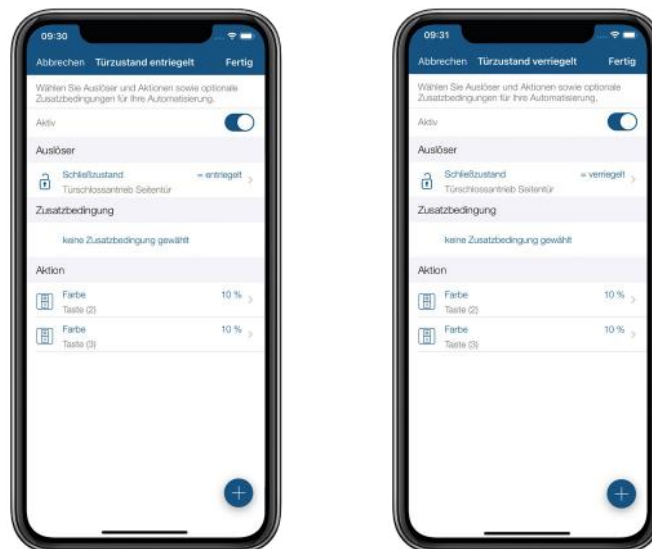 09:30
Abbrechen Türzustand entriegelt Fertig
Wählen Sie Auslöser und Aktionen sowie optionale
Zusatzbedingungen für Ihre Automatisierung.
Aktiv
Auslöser
Schließzustand = entriegelt
Türschlossantrieb Seitentür
Zusatzbedingung
keine Zusatzbedingung gewählt
Aktion
Farbe 10 %
Taste (2)
Farbe 10 %
Taste (3)
09:31
Abbrechen Türzustand verriegelt Fertig
Wählen Sie Auslöser und Aktionen sowie optionale
Zusatzbedingungen für Ihre Automatisierung.
Aktiv
Auslöser
Schließzustand = verriegelt
Türschlossantrieb Seitentür
Zusatzbedingung
keine Zusatzbedingung gewählt
Aktion
Farbe 10 %
Taste (2)
Farbe 10 %
Taste (3)